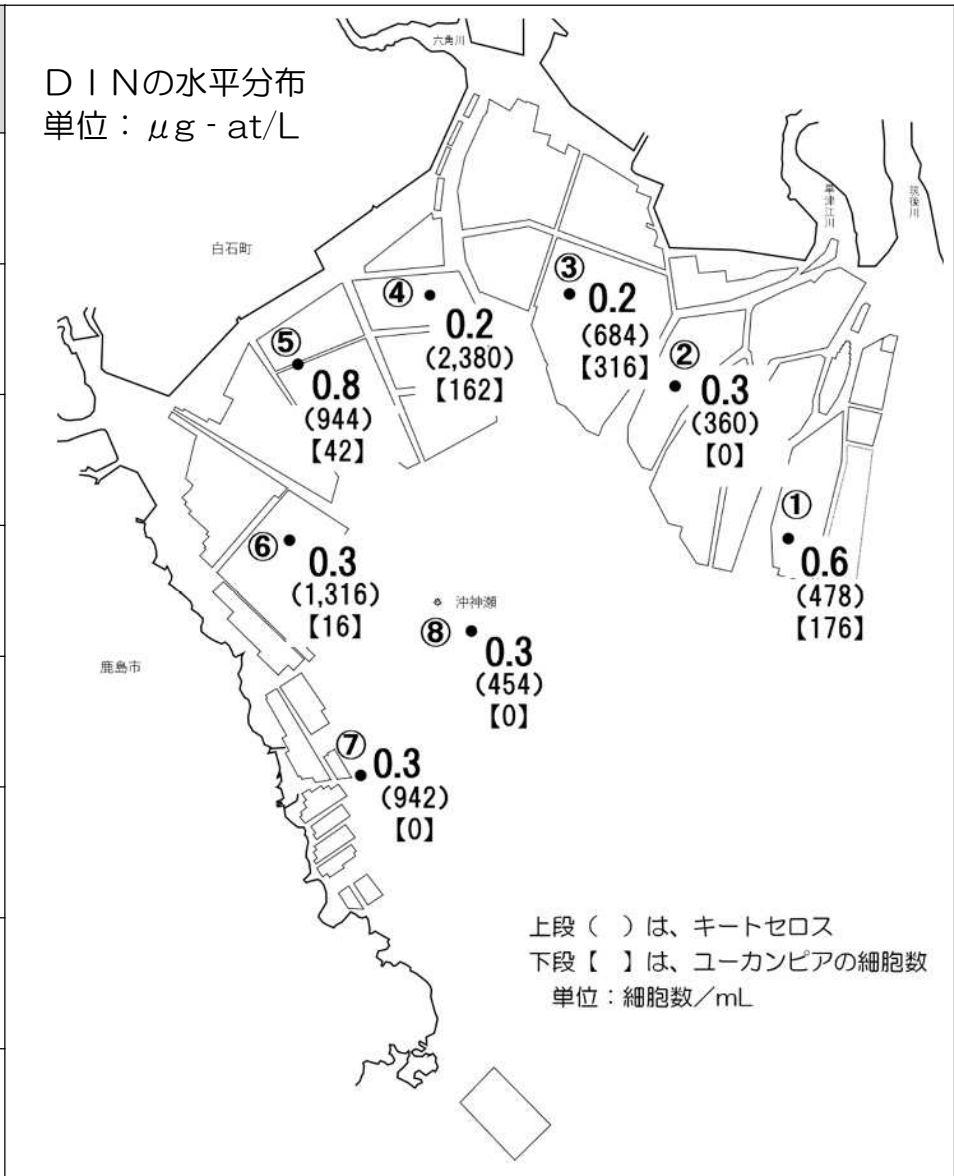 六角川
ＤＩＮの水平分布
単位：μg‐at/L
早津江川
筑後川
白石町
③
0.2
(684)
【316】
④
0.2
(2,380)
【162】
②
0.3
(360)
【0】
⑤
0.8
(944)
【42】
①
0.6
(478)
【176】
⑥
0.3
(1,316)
【16】
沖神瀬
⑧
0.3
(454)
【0】
鹿島市
⑦
0.3
(942)
【0】
上段（　）は、キートセロス
下段【　】は、ユーカンピアの細胞数
単位：細胞数／mL